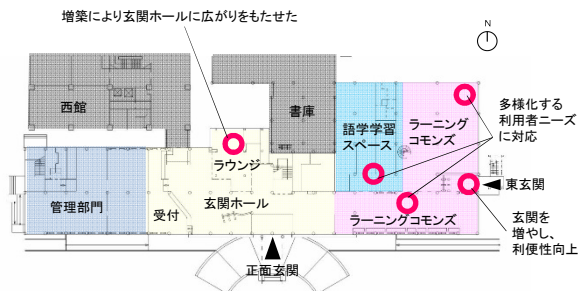 増築により玄関ホールに広がりをもたせた
N
西館
書庫
語学学習
スペース
ラーニング
コモンズ
多様化する
利用者ニーズ
に対応
ラウンジ
管理部門
受付
玄関ホール
ラーニングコモンズ
東玄関
玄関を
増やし、
利便性向上
正面玄関